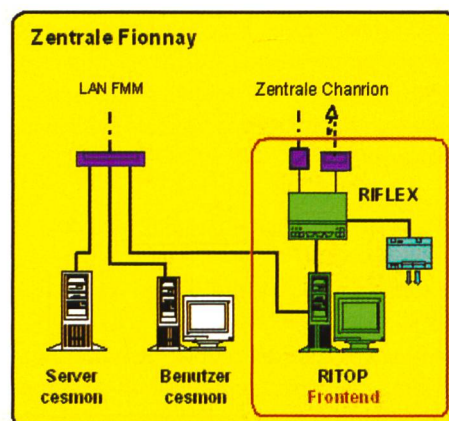 Zentrale Fionnay
LAN FMM
Zentrale Chanrion
RIFLEX
Server
cesmon
Benutzer
cesmon
RITOP
Frontend